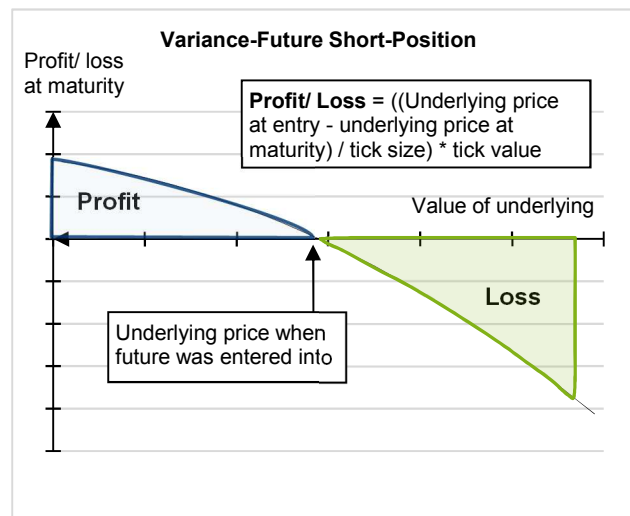 Variance-Future Short-Position
Profit/ loss
at maturity
Profit/ Loss = ((Underlying price
at entry - underlying price at
maturity) / tick size) * tick value
Profit
Value of underlying
Loss
Underlying price when
future was entered into